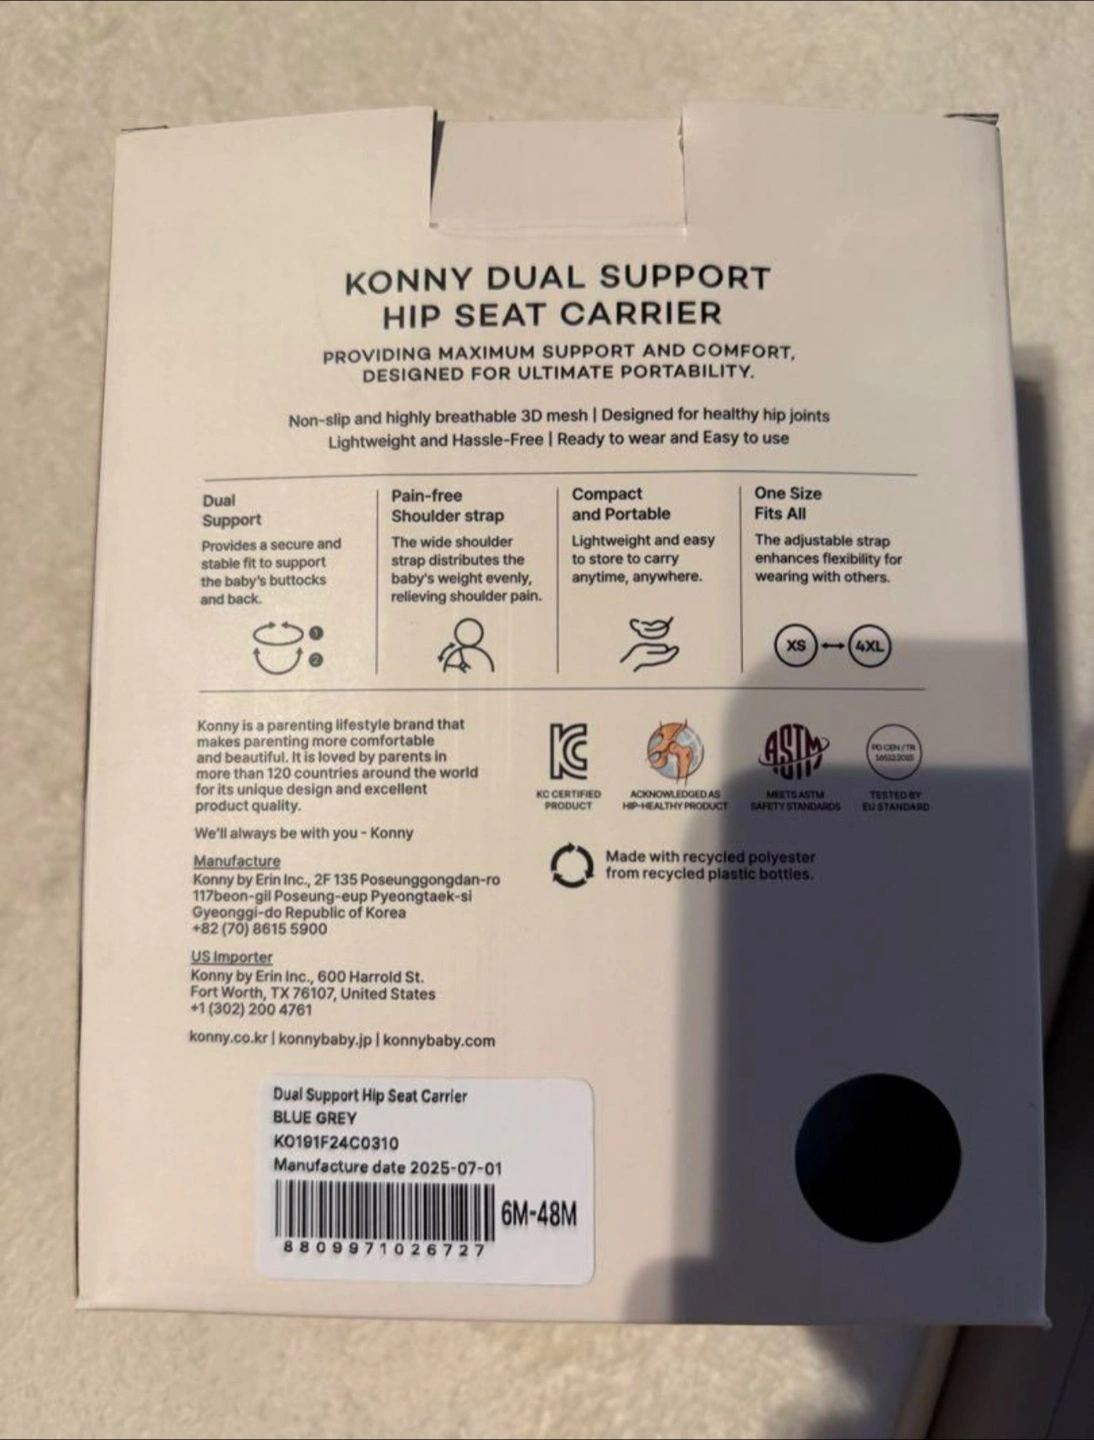 KONNY DUAL SUPPORT
HIP SEAT CARRIER
PROVIDING MAXIMUM SUPPORT AND COMFORT,
DESIGNED FOR ULTIMATE PORTABILITY.
Non-slip and highly breathable 3D mesh | Designed for healthy hip joints
Lightweight and Hassle-Free | Ready to wear and Easy to use
Dual
Support
Provides a secure and
stable fit to support
the baby's buttocks
and back.
1
2
Pain-free
Shoulder strap
The wide shoulder
strap distributes the
baby's weight evenly,
relieving shoulder pain.
Compact
and Portable
Lightweight and easy
to store to carry
anytime, anywhere.
One Size
Fits All
The adjustable strap
enhances flexibility for
wearing with others.
XS
4XL
Konny is a parenting lifestyle brand that
makes parenting more comfortable
and beautiful. It is loved by parents in
more than 120 countries around the world
for its unique design and excellent
product quality.
We'll always be with you - Konny
Manufacture
Konny by Erin Inc., 2F 135 Poseunggongdan-ro
117beon-gil Poseung-eup Pyeongtaek-si
Gyeonggi-do Republic of Korea
+82 (70) 8615 5900
US Importer
Konny by Erin Inc., 600 Harrold St.
Fort Worth, TX 76107, United States
+1 (302) 200 4761
konny.co.kr | konnybaby.jp | konnybaby.com
KC
KC CERTIFIED
PRODUCT
ACKNOWLEDGED AS
HIP-HEALTHY PRODUCT
ASTM
MEETS ASTM
SAFETY STANDARDS
PD CEN/TR
TESTED BY
EU STANDARD
Made with recycled polyester
from recycled plastic bottles.
Dual Support Hip Seat Carrier
BLUE GREY
KO191F24C0310
Manufacture date 2025-07-01
6M-48M
8809971026727